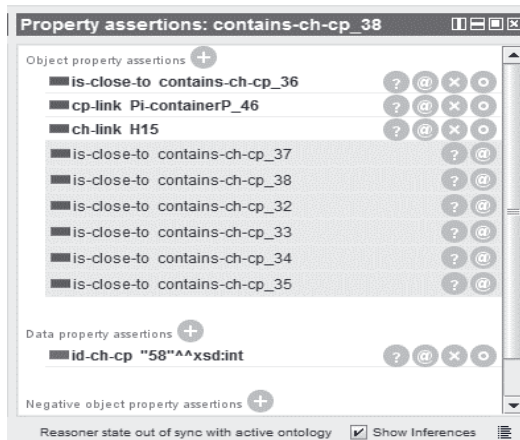 Property assertions: contains-ch-cp_38
Object property assertions
is-close-to contains-ch-cp_36
cp-link Pi-containerP_46
ch-link H15
is-close-to contains-ch-cp_37
is-close-to contains-ch-cp_38
is-close-to contains-ch-cp_32
is-close-to contains-ch-cp_33
is-close-to contains-ch-cp_34
is-close-to contains-ch-cp_35
Data property assertions
id-ch-cp "58"^^xsd:int
Negative object property assertions
Reasoner state out of sync with active ontology Show Inferences